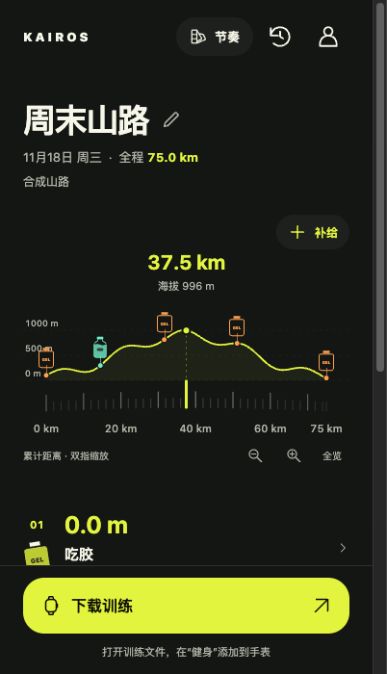 KAIROS
节奏
周末山路
11月18日 周三 · 全程 75.0 km
合成山路
补给
37.5 km
海拔 996 m
1000 m
500 m
0 m
GEL
GEL
GEL
GEL
0 km 20 km 40 km 60 km 75 km
累计距离 · 双指缩放 全览
01 0.0 m
吃胶
GEL
下载训练
打开训练文件，在“健身”添加到手表